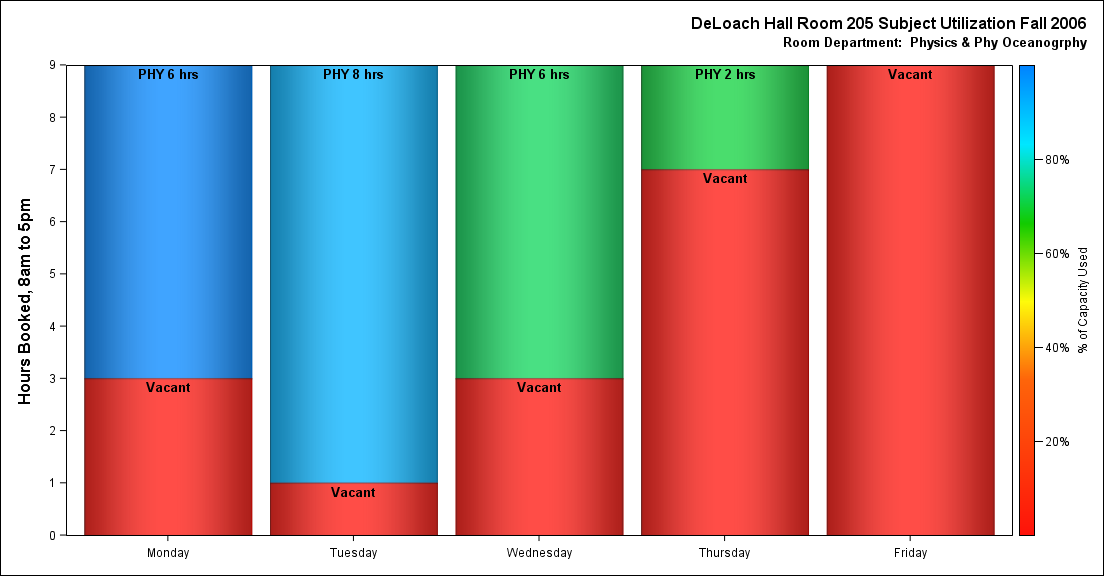 DeLoach Hall Room 205 Subject Utilization Fall 2006
Room Department:  Physics & Phy Oceanogrphy
Hours Booked, 8am to 5pm
9
8
7
6
5
4
3
2
1
0
PHY 6 hrs
Vacant
PHY 8 hrs
Vacant
PHY 6 hrs
Vacant
PHY 2 hrs
Vacant
Vacant
Monday
Tuesday
Wednesday
Thursday
Friday
80%
60%
40%
20%
% of Capacity Used